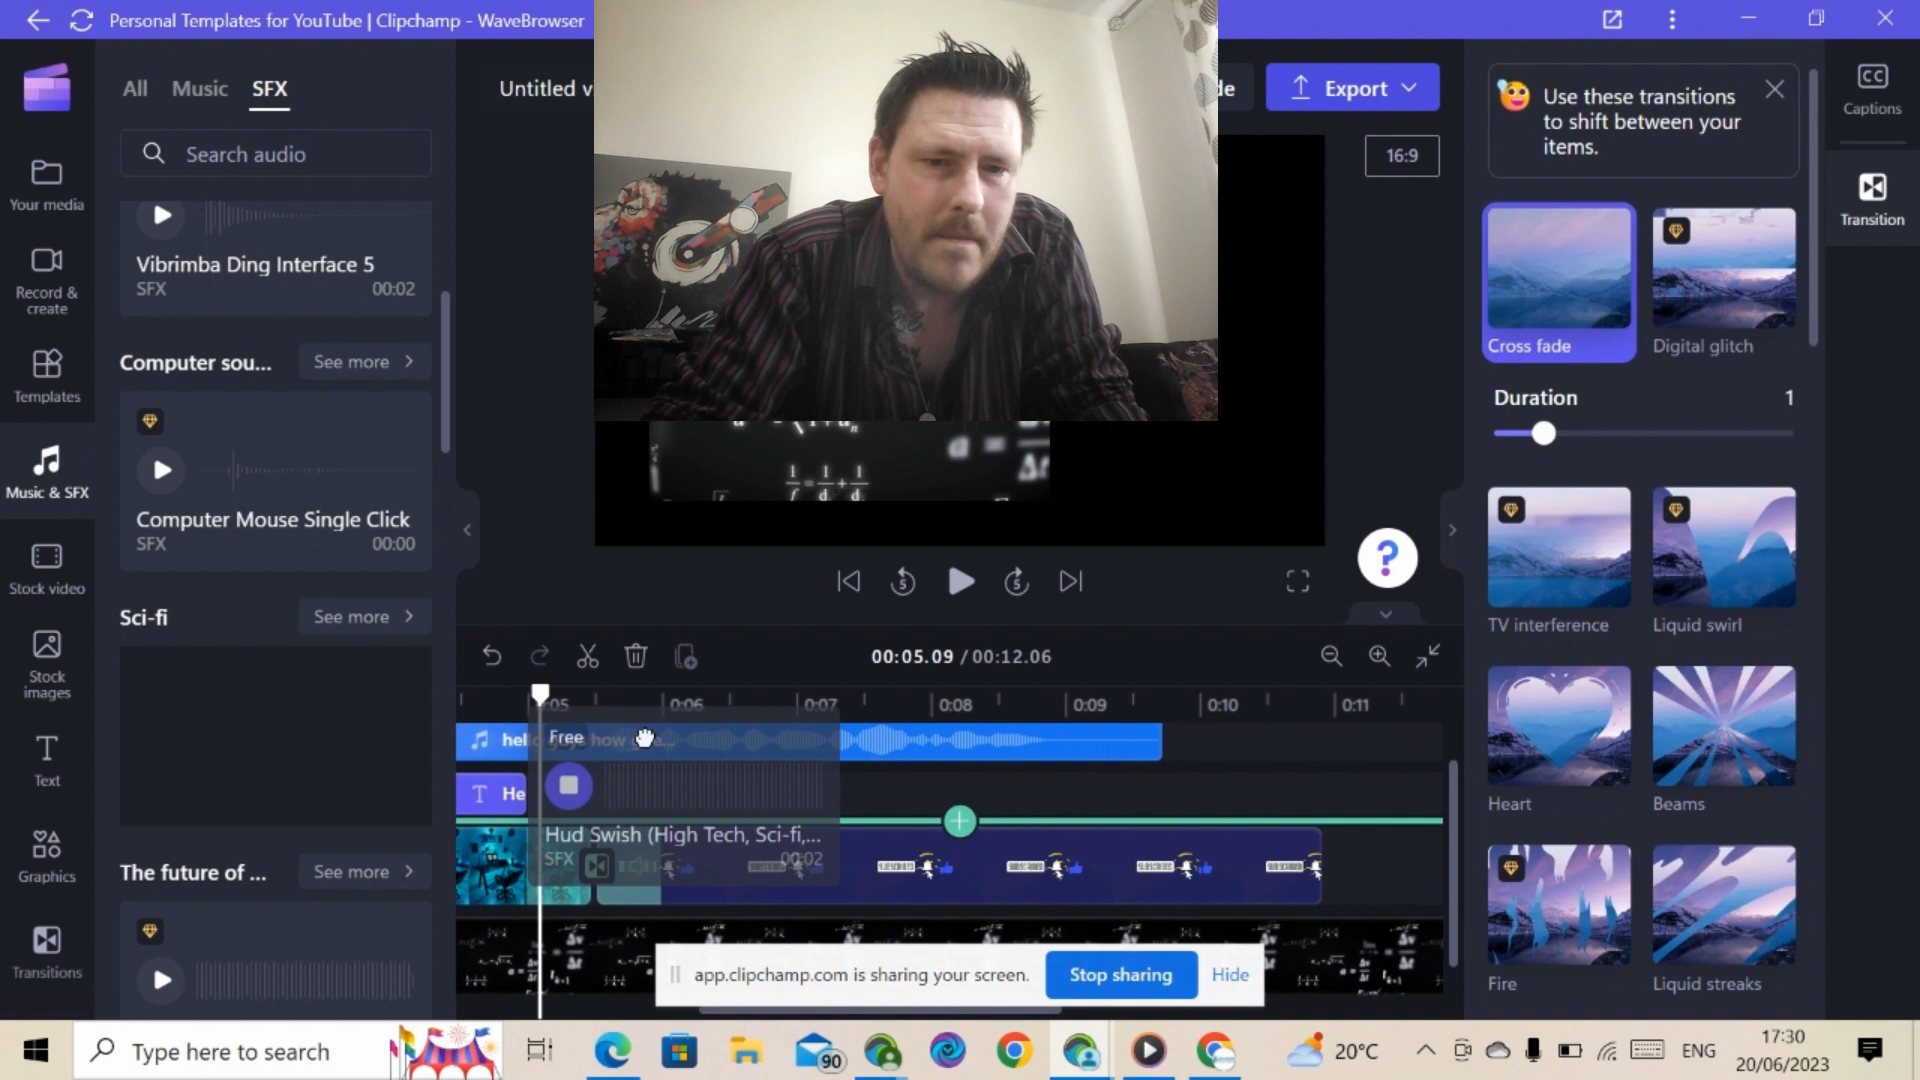 Personal Templates for YouTube | Clipchamp - WaveBrowser
All Music SFX
Untitled v
de
Export
Search audio
16:9
Use these transitions
to shift between your
items.
Captions
Transition
Your media
Record &
create
Templates
Music & SFX
Stock video
Stock
images
Text
Graphics
Transitions
Vibrimba Ding Interface 5
SFX 00:02
Computer sou... See more
Computer Mouse Single Click
SFX 00:00
Sci-fi See more
The future of ... See more
Cross fade
Digital glitch
Duration 1
TV interference
Liquid swirl
Heart
Beams
Fire
Liquid streaks
5
5
?
00:05.09 / 00:12.06
:05 0:06 0:07 0:08 0:09 0:10 0:11
Free
He
Hud Swish (High Tech, Sci-fi,...
SFX 00:02
app.clipchamp.com is sharing your screen.
Stop sharing
Hide
Type here to search
90
20°C
ENG
17:30
20/06/2023